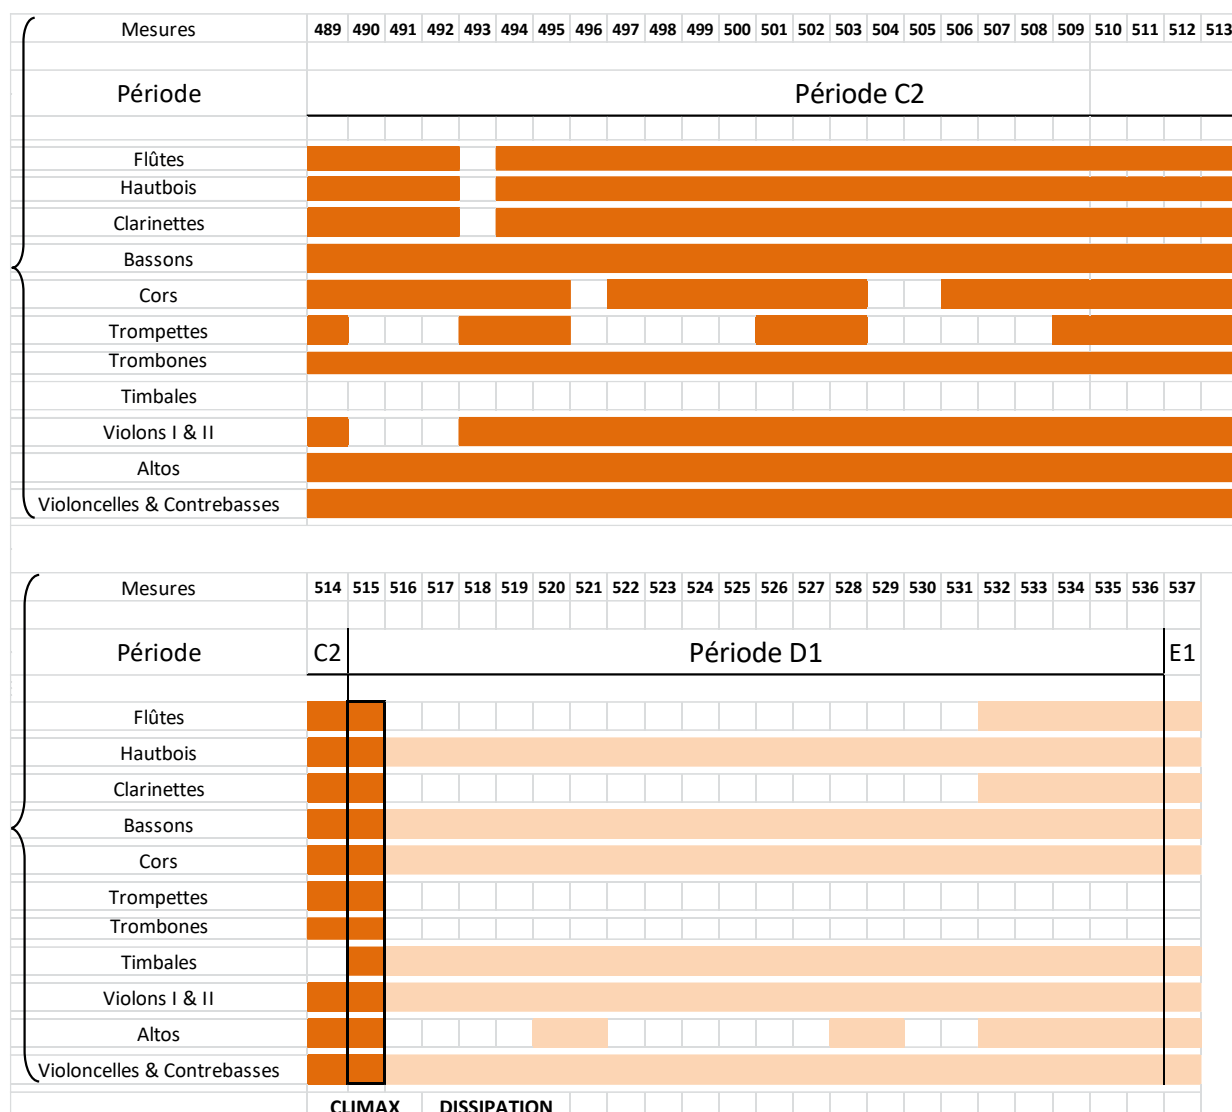 Mesures 489 490 491 492 493 494 495 496 497 498 499 500 501 502 503 504 505 506 507 508 509 510 511 512 513
Période Période C2
Flûtes
Hautbois
Clarinettes
Bassons
Cors
Trompettes
Trombones
Timbales
Violons I & II
Altos
Violoncelles & Contrebasses
Mesures 514 515 516 517 518 519 520 521 522 523 524 525 526 527 528 529 530 531 532 533 534 535 536 537
Période C2 Période D1 E1
Flûtes
Hautbois
Clarinettes
Bassons
Cors
Trompettes
Trombones
Timbales
Violons I & II
Altos
Violoncelles & Contrebasses
CLIMAX DISSIPATION